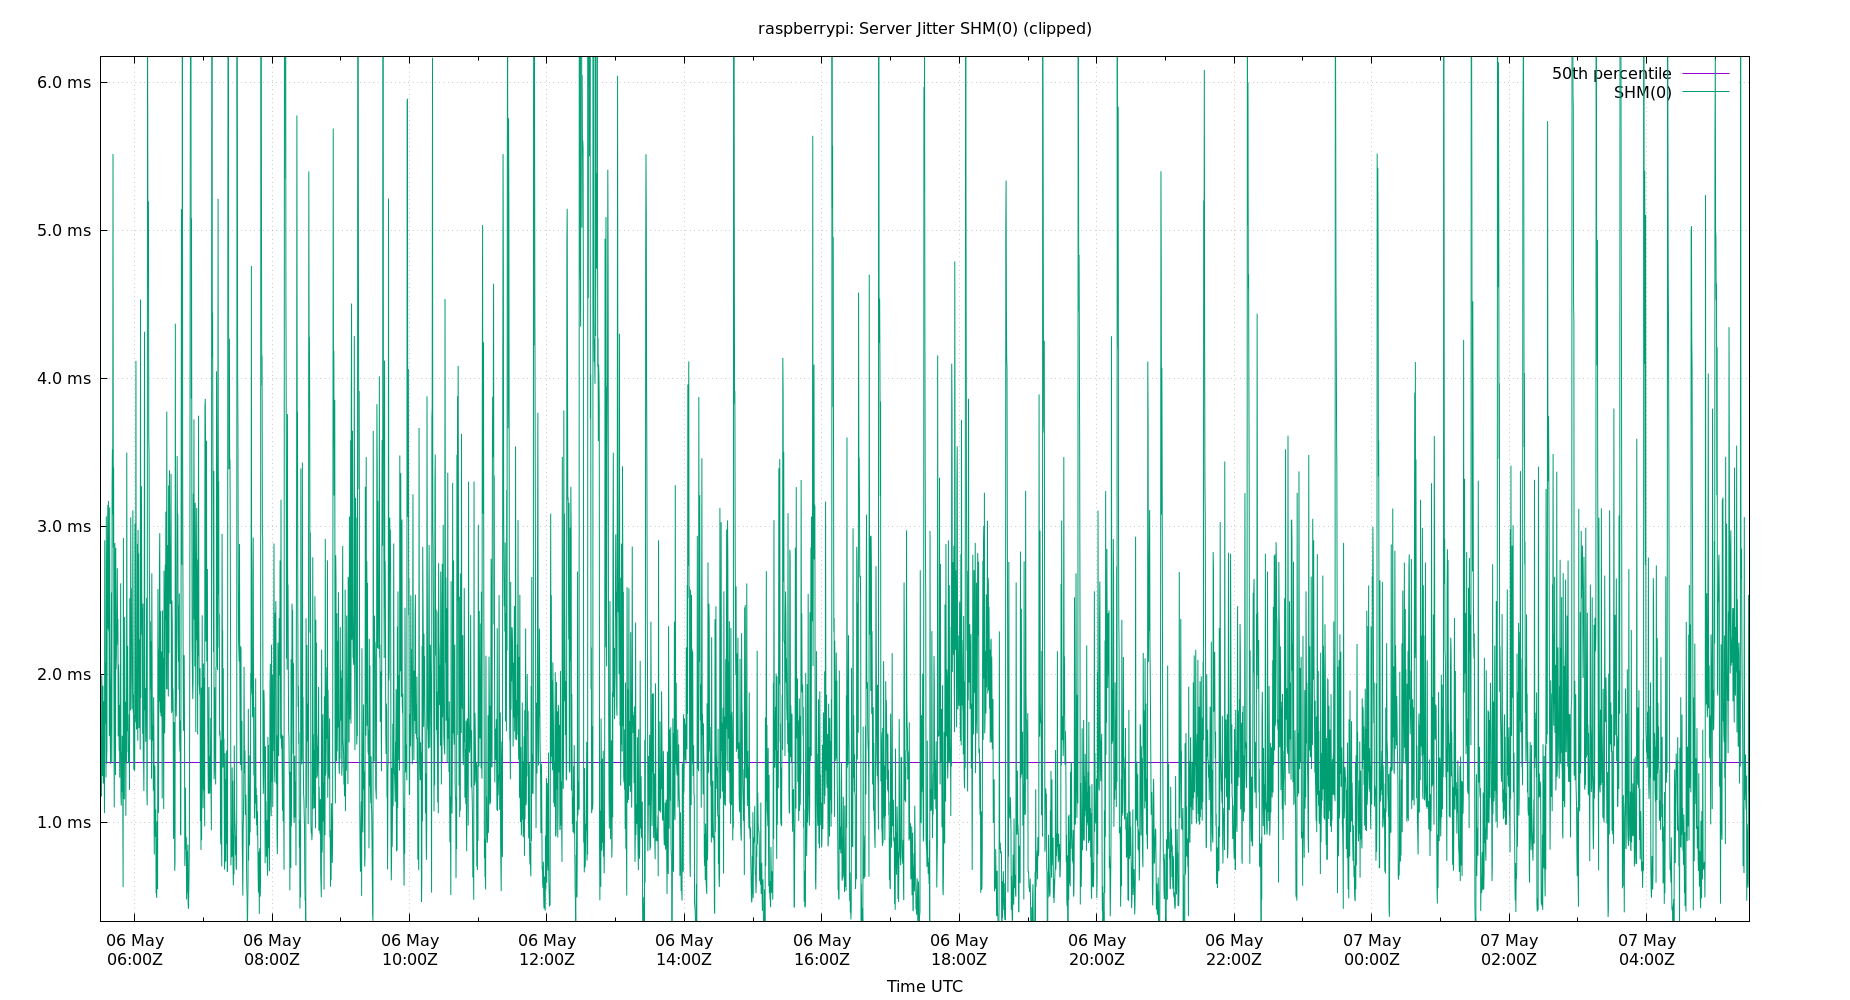 raspberrypi: Server Jitter SHM(0) (clipped)
50th percentile
SHM(0)
6.0 ms
5.0 ms
4.0 ms
3.0 ms
2.0 ms
1.0 ms
06 May 06 May 06 May 06 May 06 May 06 May 06 May 06 May 06 May 07 May 07 May 07 May
06:00Z 08:00Z 10:00Z 12:00Z 14:00Z 16:00Z 18:00Z 20:00Z 22:00Z 00:00Z 02:00Z 04:00Z
Time UTC